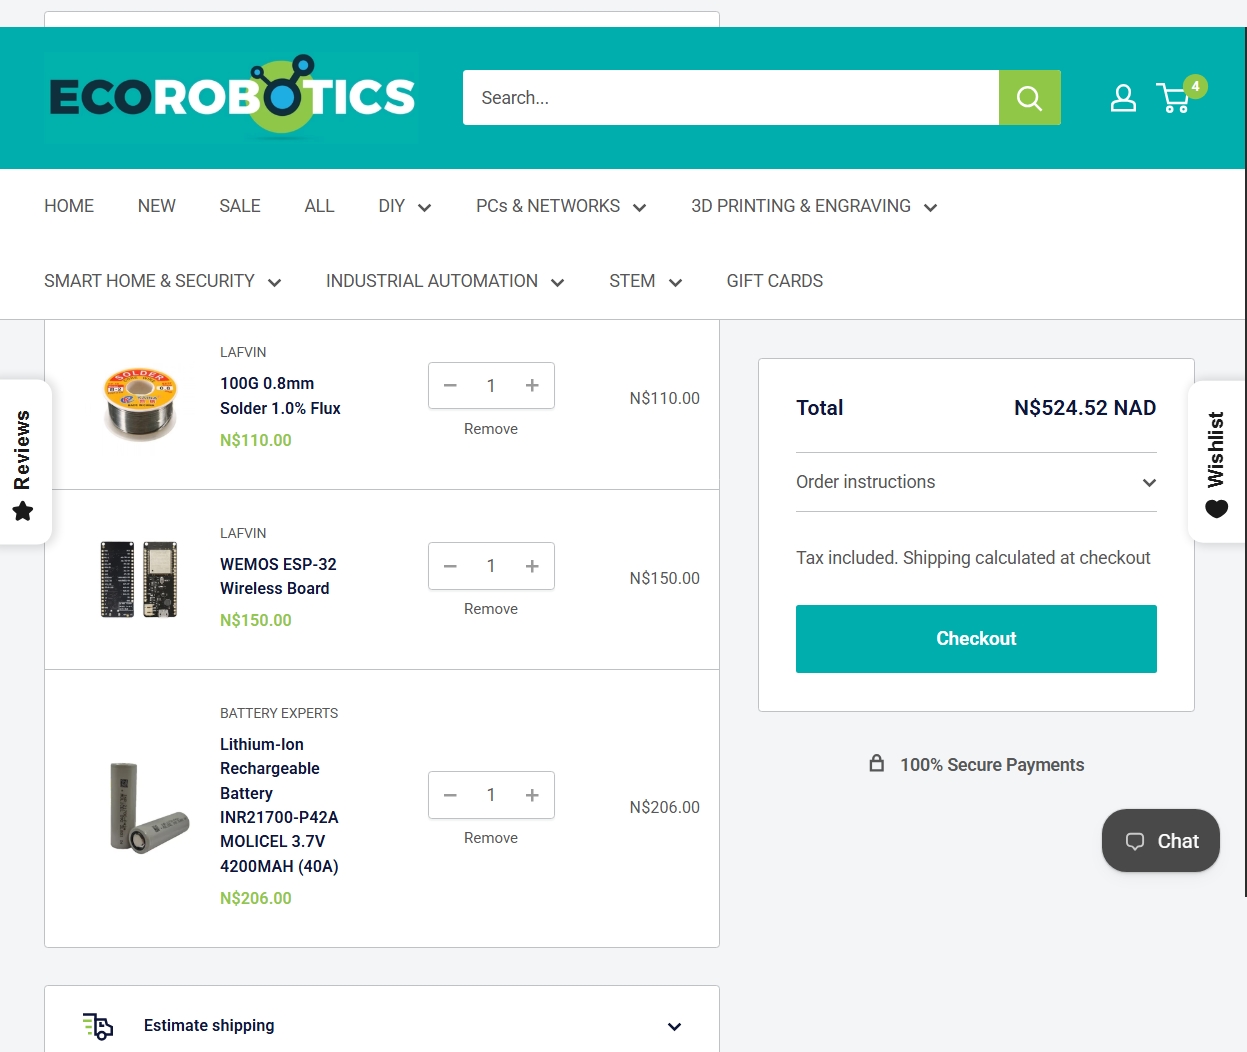 ECOROBOTICS
Search...
4
HOME NEW SALE ALL DIY PCs & NETWORKS 3D PRINTING & ENGRAVING
SMART HOME & SECURITY INDUSTRIAL AUTOMATION STEM GIFT CARDS
LAFVIN
100G 0.8mm
Solder 1.0% Flux
N$110.00
SOLDER
− 1 +
Remove
N$110.00
LAFVIN
WEMOS ESP-32
Wireless Board
N$150.00
− 1 +
Remove
N$150.00
BATTERY EXPERTS
Lithium-Ion
Rechargeable
Battery
INR21700-P42A
MOLICEL 3.7V
4200MAH (40A)
N$206.00
− 1 +
Remove
N$206.00
Estimate shipping
Total N$524.52 NAD
Order instructions
Tax included. Shipping calculated at checkout
Checkout
100% Secure Payments
Reviews
Wishlist
Chat